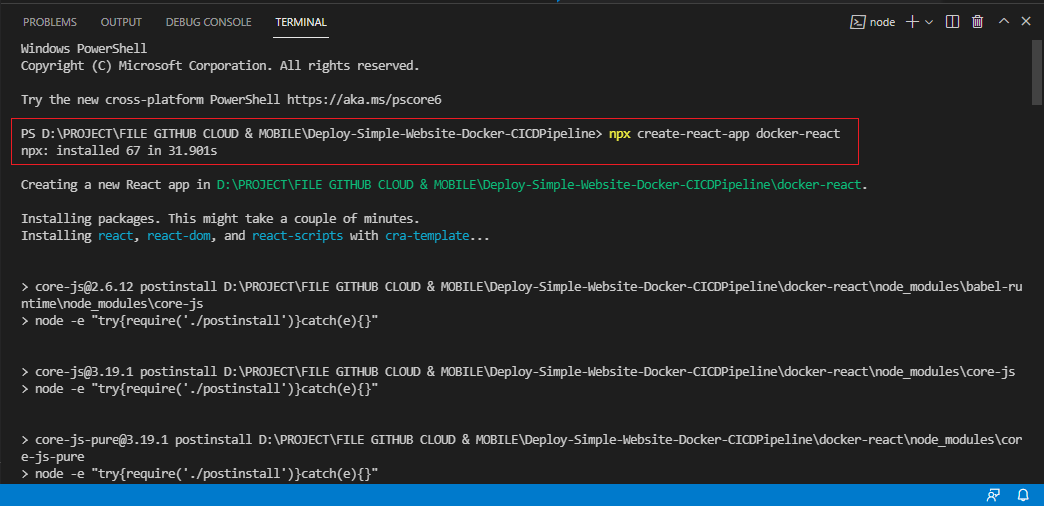 PROBLEMS OUTPUT DEBUG CONSOLE TERMINAL node
Windows PowerShell
Copyright (C) Microsoft Corporation. All rights reserved.
Try the new cross-platform PowerShell https://aka.ms/pscore6
PS D:\PROJECT\FILE GITHUB CLOUD & MOBILE\Deploy-Simple-Website-Docker-CICDPipeline> npx create-react-app docker-react
npx: installed 67 in 31.901s
Creating a new React app in D:\PROJECT\FILE GITHUB CLOUD & MOBILE\Deploy-Simple-Website-Docker-CICDPipeline\docker-react.
Installing packages. This might take a couple of minutes.
Installing react, react-dom, and react-scripts with cra-template...
> core-js@2.6.12 postinstall D:\PROJECT\FILE GITHUB CLOUD & MOBILE\Deploy-Simple-Website-Docker-CICDPipeline\docker-react\node_modules\babel-ru
ntime\node_modules\core-js
> node -e "try{require('./postinstall')}catch(e){}"
> core-js@3.19.1 postinstall D:\PROJECT\FILE GITHUB CLOUD & MOBILE\Deploy-Simple-Website-Docker-CICDPipeline\docker-react\node_modules\core-js
> node -e "try{require('./postinstall')}catch(e){}"
> core-js-pure@3.19.1 postinstall D:\PROJECT\FILE GITHUB CLOUD & MOBILE\Deploy-Simple-Website-Docker-CICDPipeline\docker-react\node_modules\cor
e-js-pure
> node -e "try{require('./postinstall')}catch(e){}"